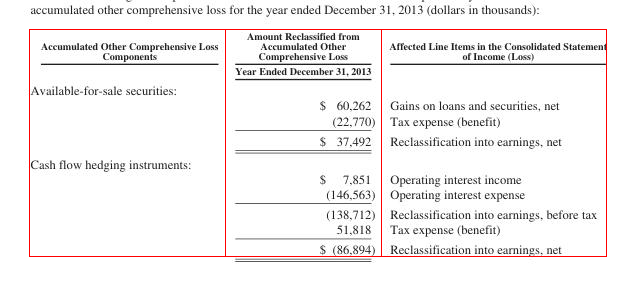 accumulated other comprehensive loss for the year ended December 31, 2013 (dollars in thousands):
Accumulated Other Comprehensive Loss Components
Amount Reclassified from Accumulated Other Comprehensive Loss
Affected Line Items in the Consolidated Statement of Income (Loss)
Year Ended December 31, 2013
Available-for-sale securities:
$ 60,262 Gains on loans and securities, net
(22,770) Tax expense (benefit)
$ 37,492 Reclassification into earnings, net
Cash flow hedging instruments:
$ 7,851 Operating interest income
(146,563) Operating interest expense
(138,712) Reclassification into earnings, before tax
51,818 Tax expense (benefit)
$ (86,894) Reclassification into earnings, net